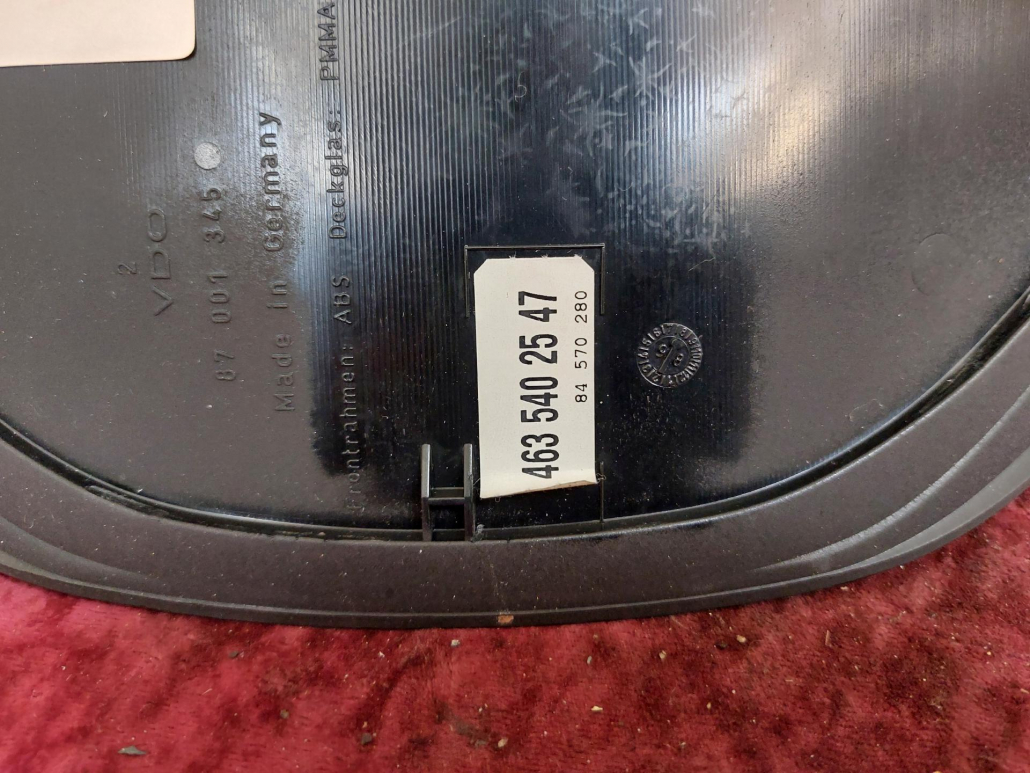 2
VDO
87 001 345
Made in Germany
Frontrahmen: ABS Deckglas: PMMA
463 540 25 47
84 570 280